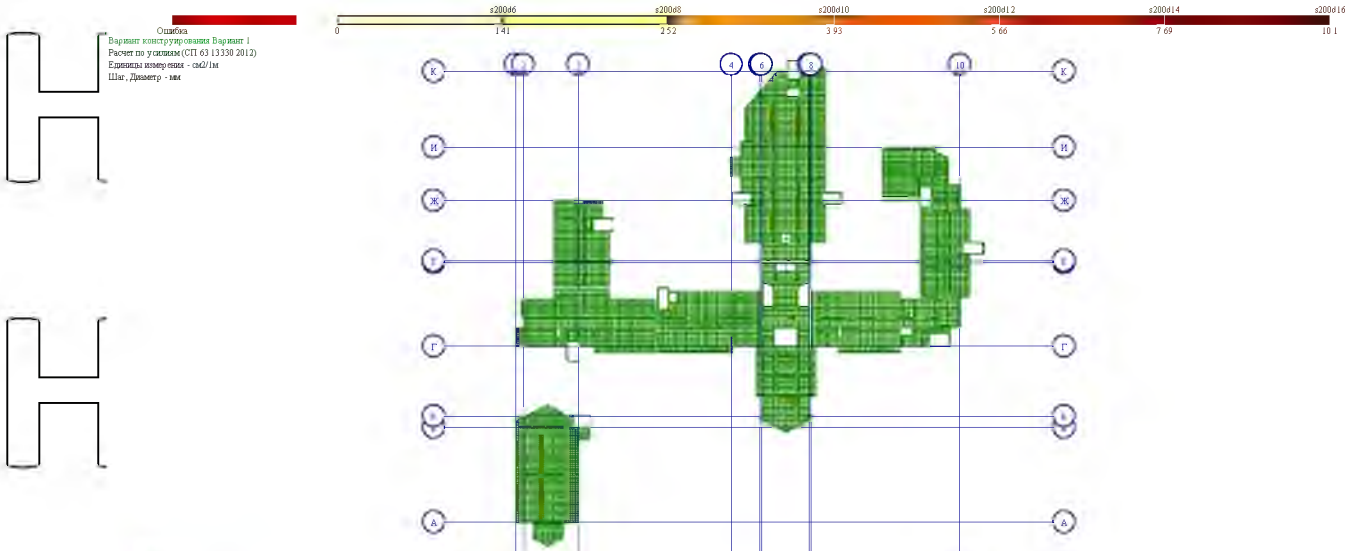 s200d6 s200d8 s200d10 s200d12 s200d14 s200d16
Ошибка 0 1 41 2 52 3 93 5 66 7 69 10 1
Вариант конструирования Вариант 1
Расчет по усилиям (СП 63 13330 2012)
Единицы измерения - см2/1м
Шаг, Диаметр - мм
2 3 4 6 8 10
К К
И И
Ж Ж
Е
Г Г
Б
А А